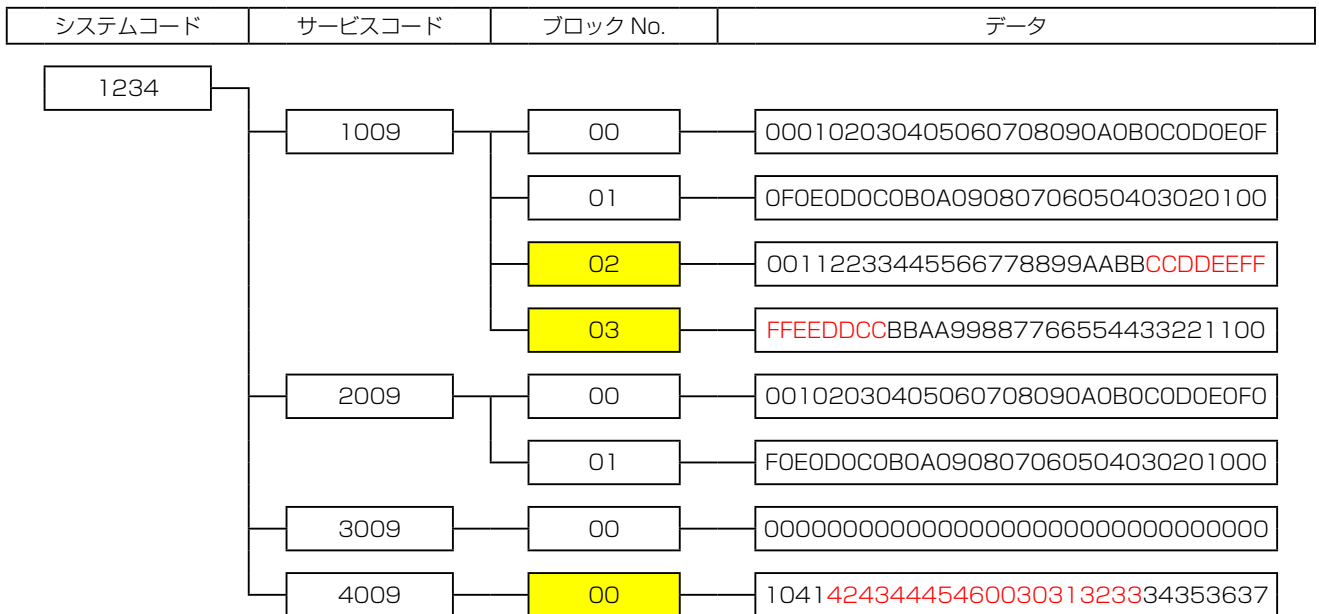 システムコード サービスコード ブロック No. データ
1234
1009 00 000102030405060708090A0B0C0D0E0F
01 0F0E0D0C0B0A09080706050403020100
02 00112233445566778899AABBCCDDEEFF
03 FFEEDDCCBBAA99887766554433221100
2009 00 00102030405060708090A0B0C0D0E0F0
01 F0E0D0C0B0A090807060504030201000
3009 00 00000000000000000000000000000000
4009 00 10414243444546003031323334353637